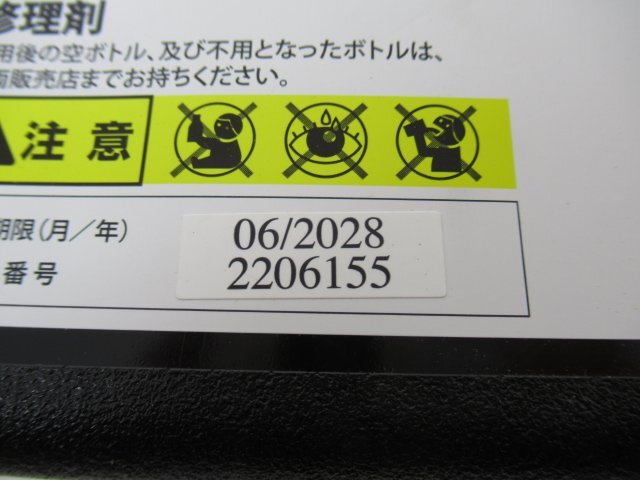 修理剤
用後の空ボトル、及び不用となったボトルは、
販売店までお持ちください。
注意
期限(月／年)
06/2028
番号
2206155